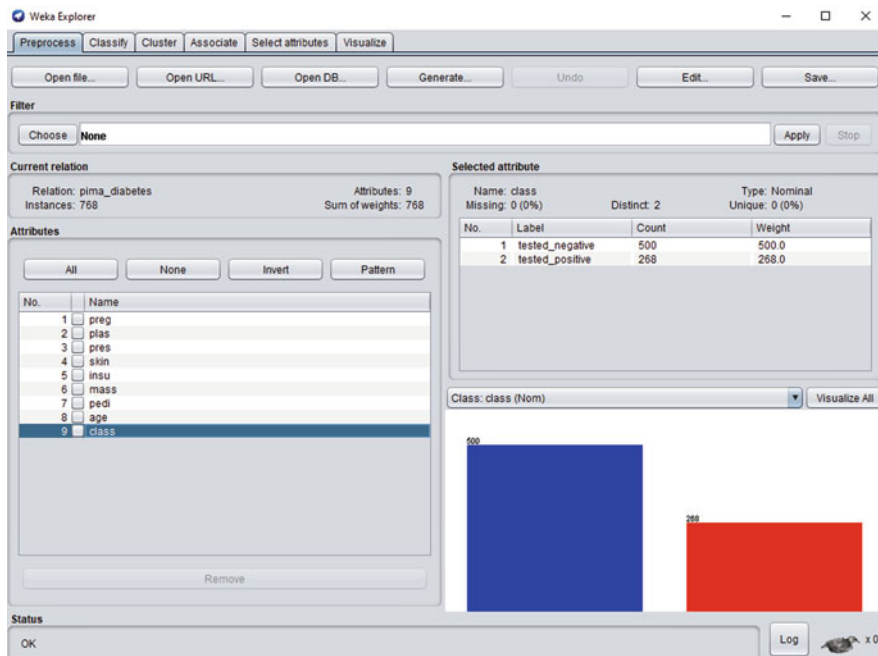 Weka Explorer
Preprocess Classify Cluster Associate Select attributes Visualize
Open file... Open URL... Open DB... Generate... Undo Edit... Save...
Filter
Choose None Apply Stop
Current relation
Relation: pima_diabetes Attributes: 9
Instances: 768 Sum of weights: 768
Attributes
All None Invert Pattern
No. Name
1 preg
2 plas
3 pres
4 skin
5 insu
6 mass
7 pedi
8 age
9 class
Remove
Selected attribute
Name: class Type: Nominal
Missing: 0 (0%) Distinct: 2 Unique: 0 (0%)
No. Label Count Weight
1 tested_negative 500 500.0
2 tested_positive 268 268.0
Class: class (Nom) Visualize All
500
268
Status
OK Log x 0